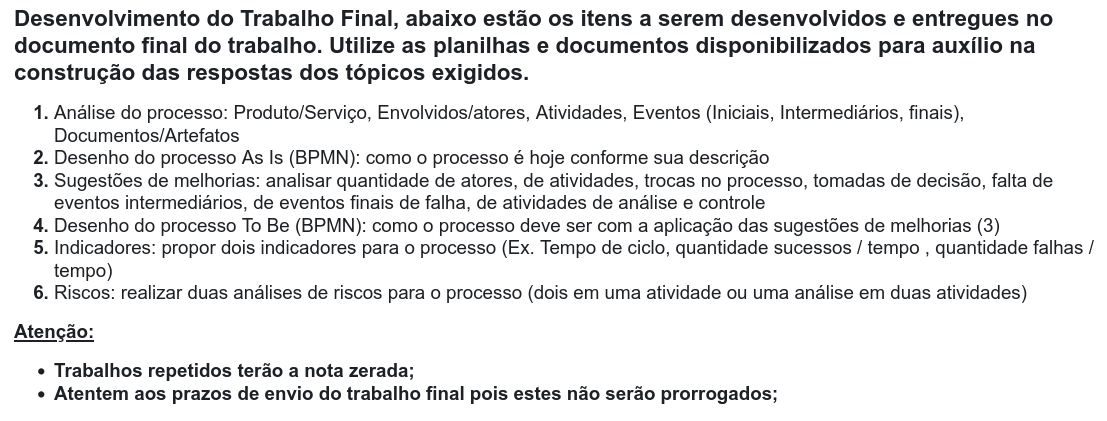 Desenvolvimento do Trabalho Final, abaixo estão os itens a serem desenvolvidos e entregues no
documento final do trabalho. Utilize as planilhas e documentos disponibilizados para auxílio na
construção das respostas dos tópicos exigidos.
1. Análise do processo: Produto/Serviço, Envolvidos/atores, Atividades, Eventos (Iniciais, Intermediários, finais),
Documentos/Artefatos
2. Desenho do processo As Is (BPMN): como o processo é hoje conforme sua descrição
3. Sugestões de melhorias: analisar quantidade de atores, de atividades, trocas no processo, tomadas de decisão, falta de
eventos intermediários, de eventos finais de falha, de atividades de análise e controle
4. Desenho do processo To Be (BPMN): como o processo deve ser com a aplicação das sugestões de melhorias (3)
5. Indicadores: propor dois indicadores para o processo (Ex. Tempo de ciclo, quantidade sucessos / tempo , quantidade falhas /
tempo)
6. Riscos: realizar duas análises de riscos para o processo (dois em uma atividade ou uma análise em duas atividades)
Atenção:
• Trabalhos repetidos terão a nota zerada;
• Atentem aos prazos de envio do trabalho final pois estes não serão prorrogados;